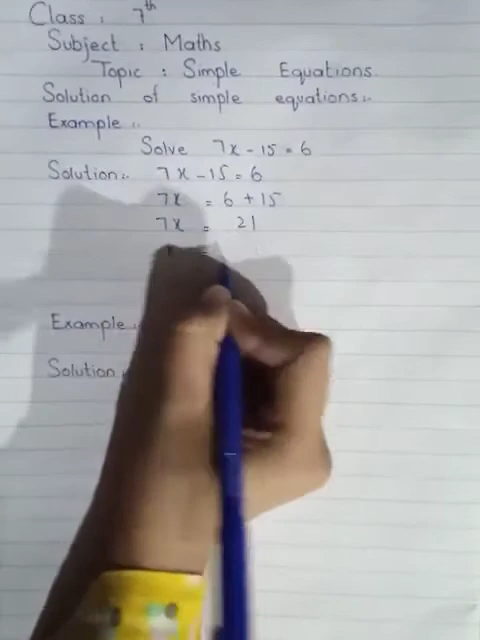 Class : 7th
Subject : Maths
Topic : Simple Equations.
Solution of simple equations:-
Example :-
Solve 7x - 15 = 6
Solution:- 7x - 15 = 6
7x = 6 + 15
7x = 21
x =
Example :
Solution :